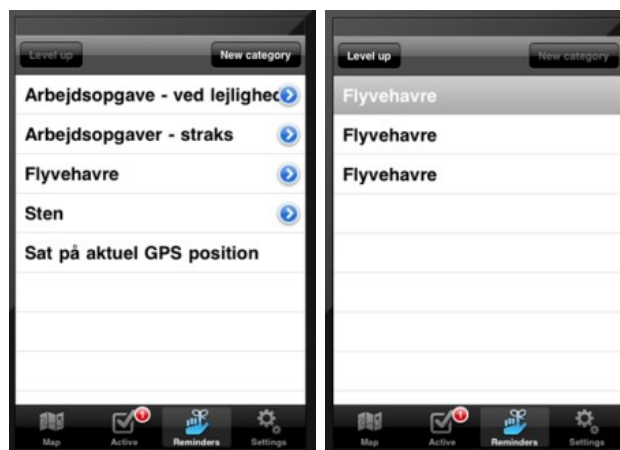 Level up
New category
Arbejdsopgave - ved lejlighed
Arbejdsopgaver - straks
Flyvehavre
Sten
Sat på aktuel GPS position
1
Map
Active
Reminders
Settings
Level up
New category
Flyvehavre
Flyvehavre
Flyvehavre
1
Map
Active
Reminders
Settings